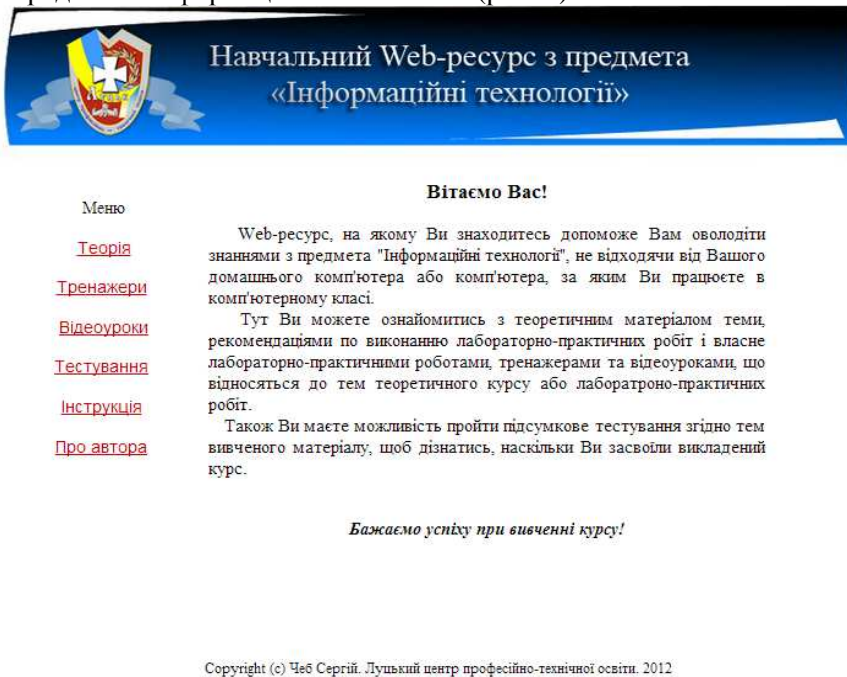 Навчальний Web-ресурс з предмета
«Інформаційні технології»
Меню
Теорія
Тренажери
Відеоуроки
Тестування
Інструкція
Про автора
Вітаємо Вас!
Web-ресурс, на якому Ви знаходитесь допоможе Вам оволодіти
знаннями з предмета "Інформаційні технології", не відходячи від Вашого
домашнього комп'ютера або комп'ютера, за яким Ви працюєте в
комп'ютерному класі.
Тут Ви можете ознайомитись з теоретичним матеріалом теми,
рекомендаціями по виконанню лабораторно-практичних робіт і власне
лабораторно-практичними роботами, тренажерами та відеоуроками, що
відносяться до тем теоретичного курсу або лаборатроно-практичних
робіт.
Також Ви маєте можливість пройти підсумкове тестування згідно тем
вивченого матеріалу, щоб дізнатись, наскільки Ви засвоїли викладений
курс.
Бажаємо успіху при вивченні курсу!
Copyright (c) Чеб Сергій. Луцький центр професійно-технічної освіти. 2012